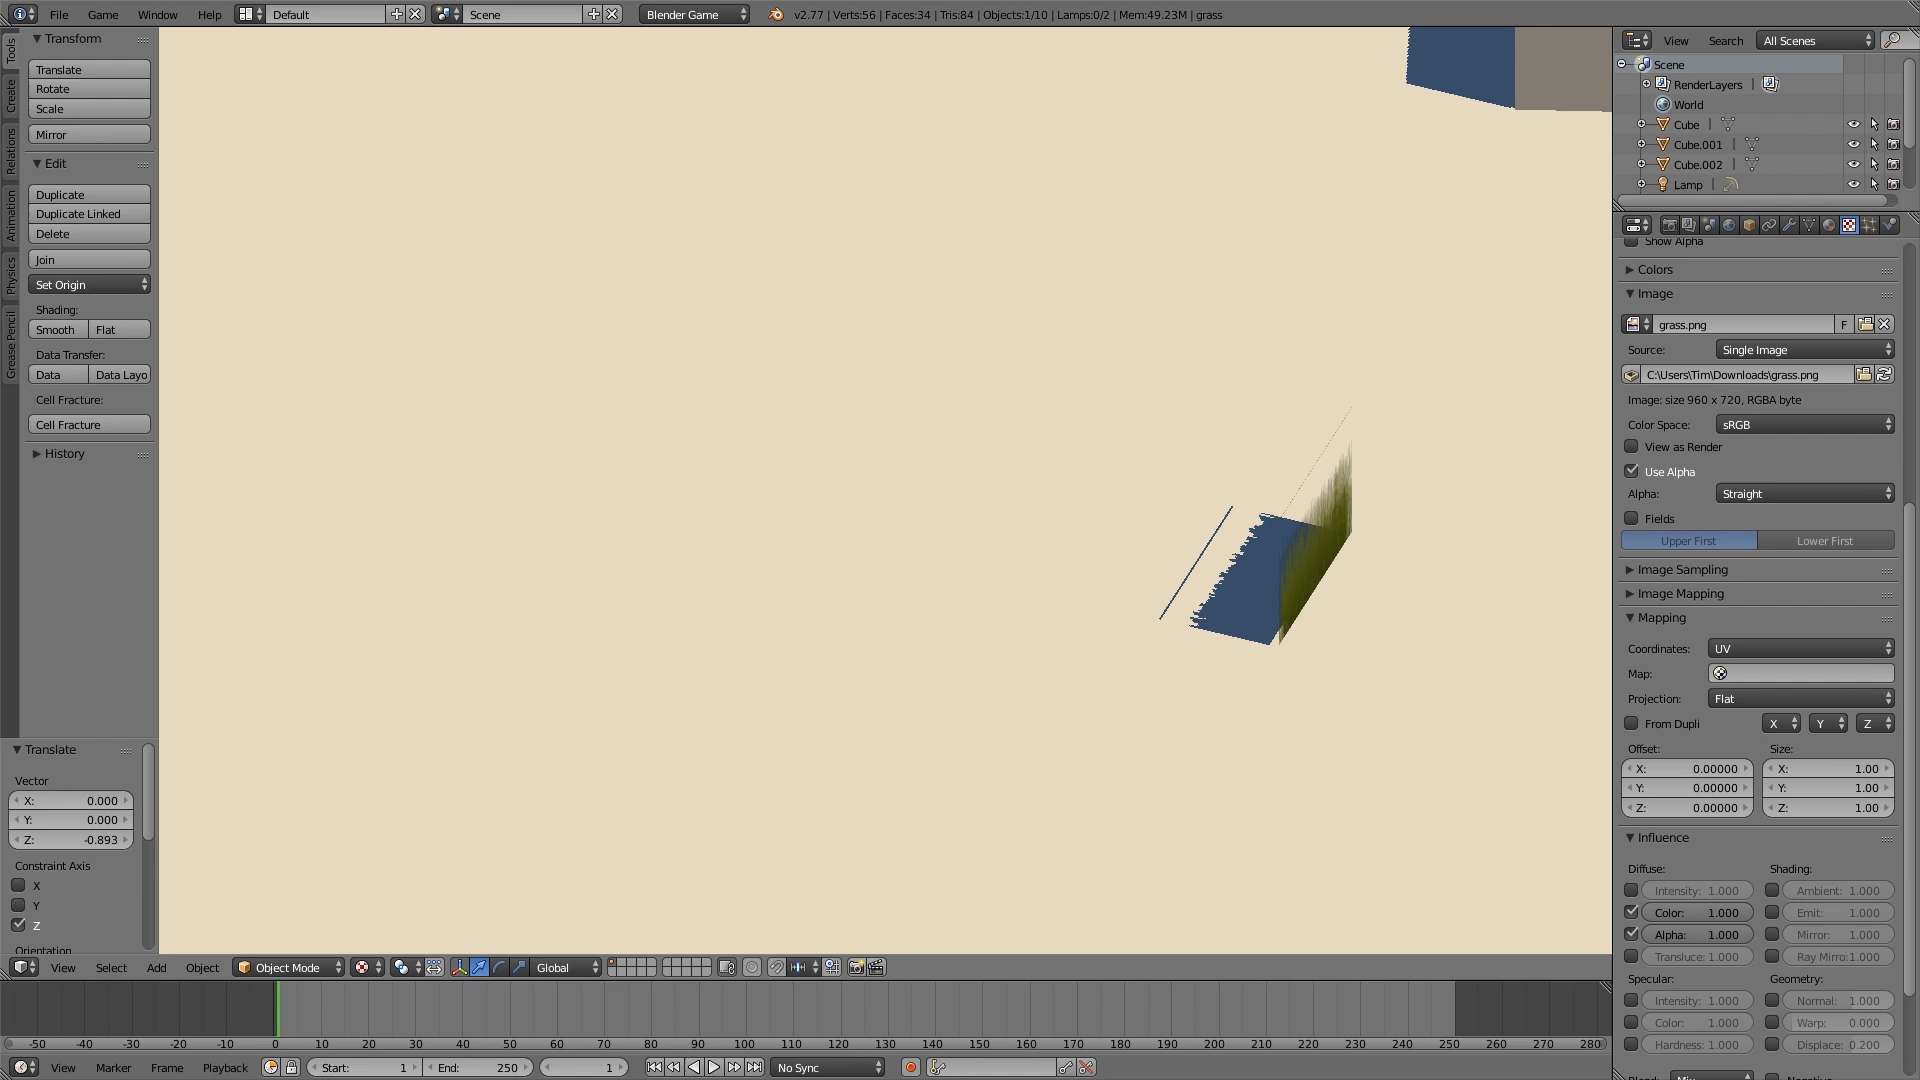 File Game Window Help Default Scene Blender Game v2.77 | Verts:56 | Faces:34 | Tris:84 | Objects:1/10 | Lamps:0/2 | Mem:49.23M | grass
Tools
Create
Relations
Animation
Physics
Grease Pencil
Transform
Translate
Rotate
Scale
Mirror
Edit
Duplicate
Duplicate Linked
Delete
Join
Set Origin
Shading:
Smooth Flat
Data Transfer:
Data Data Layo
Cell Fracture:
Cell Fracture
History
Translate
Vector
X: 0.000
Y: 0.000
Z: -0.893
Constraint Axis
X
Y
Z
Orientation
View Select Add Object Object Mode Global
-50 -40 -30 -20 -10 0 10 20 30 40 50 60 70 80 90 100 110 120 130 140 150 160 170 180 190 200 210 220 230 240 250 260 270 280
View Marker Frame Playback Start: 1 End: 250 1 No Sync
View Search All Scenes
Scene
RenderLayers |
World
Cube |
Cube.001 |
Cube.002 |
Lamp |
Show Alpha
Colors
Image
grass.png F
Source: Single Image
C:\Users\Tim\Downloads\grass.png
Image: size 960 x 720, RGBA byte
Color Space: sRGB
View as Render
Use Alpha
Alpha: Straight
Fields
Upper First Lower First
Image Sampling
Image Mapping
Mapping
Coordinates: UV
Map:
Projection: Flat
From Dupli X Y Z
Offset: Size:
X: 0.00000 X: 1.00
Y: 0.00000 Y: 1.00
Z: 0.00000 Z: 1.00
Influence
Diffuse: Shading:
Intensity: 1.000 Ambient: 1.000
Color: 1.000 Emit: 1.000
Alpha: 1.000 Mirror: 1.000
Transluce: 1.000 Ray Mirro:1.000
Specular: Geometry:
Intensity: 1.000 Normal: 1.000
Color: 1.000 Warp: 0.000
Hardness: 1.000 Displace: 0.200